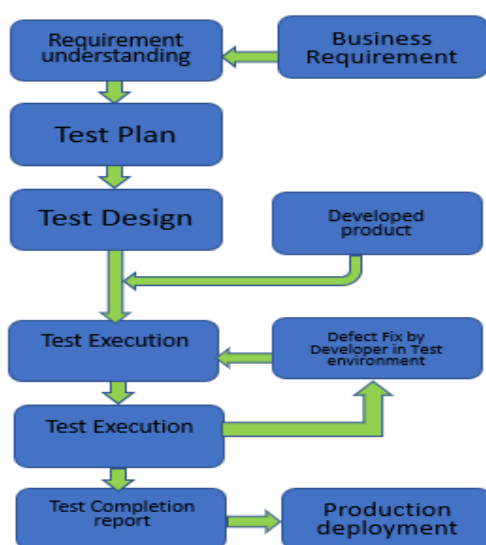 Requirement
understanding
Business
Requirement
Test Plan
Test Design
Developed
product
Test Execution
Defect Fix by
Developer in Test
environment
Test Execution
Test Completion
report
Production
deployment